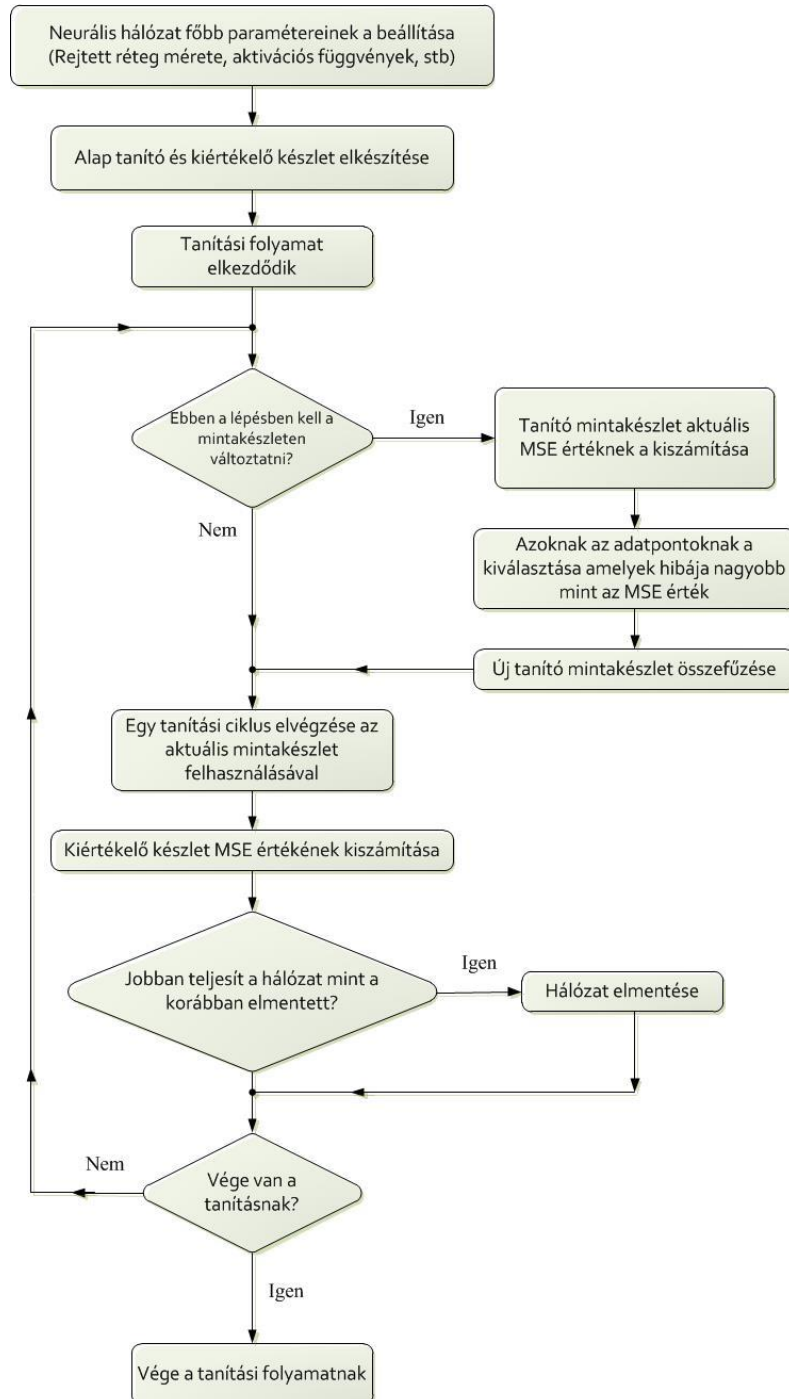 Neurális hálózat főbb paramétereinek a beállítása
(Rejtett réteg mérete, aktivációs függvények, stb)
Alap tanító és kiértékelő készlet elkészítése
Tanítási folyamat
elkezdődik
Ebben a lépésben kell a
mintakészleten
változtatni?
Igen
Tanító mintakészlet aktuális
MSE értéknek a kiszámítása
Nem
Azoknak az adatpontoknak a
kiválasztása amelyek hibája nagyobb
mint az MSE érték
Új tanító mintakészlet összefűzése
Egy tanítási ciklus elvégzése az
aktuális mintakészlet
felhasználásával
Kiértékelő készlet MSE értékének kiszámítása
Jobban teljesít a hálózat mint a
korábban elmentett?
Igen
Hálózat elmentése
Nem
Vége van a
tanításnak?
Igen
Vége a tanítási folyamatnak